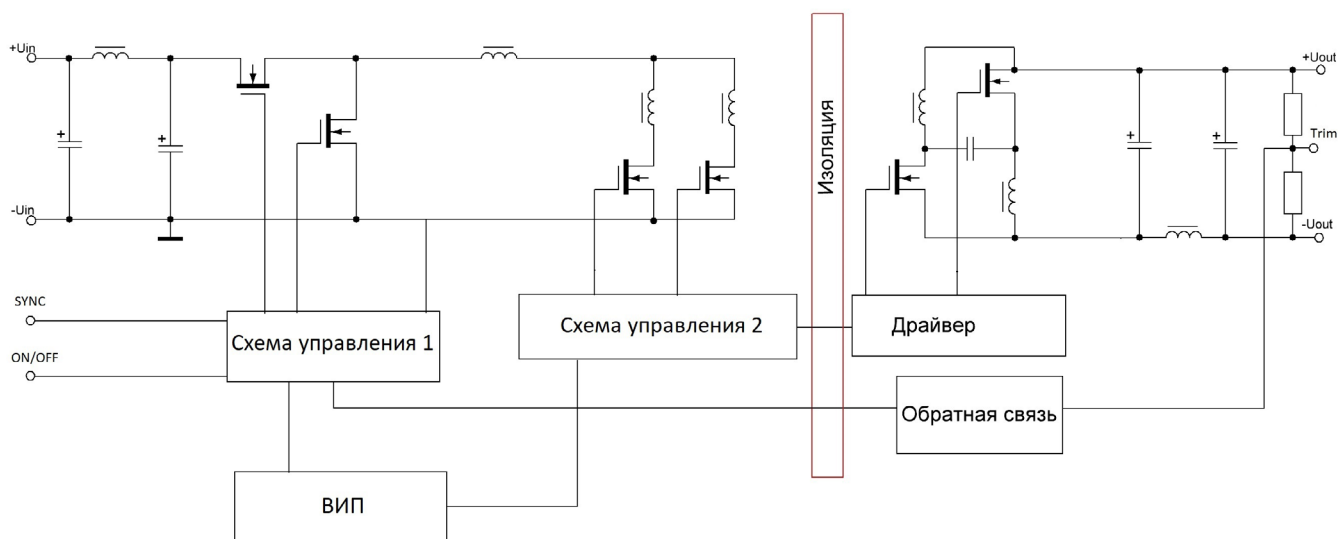 +Uin
+Uout
Изоляция
Trim
-Uin
-Uout
SYNC
Схема управления 1
Схема управления 2
Драйвер
ON/OFF
Обратная связь
ВИП